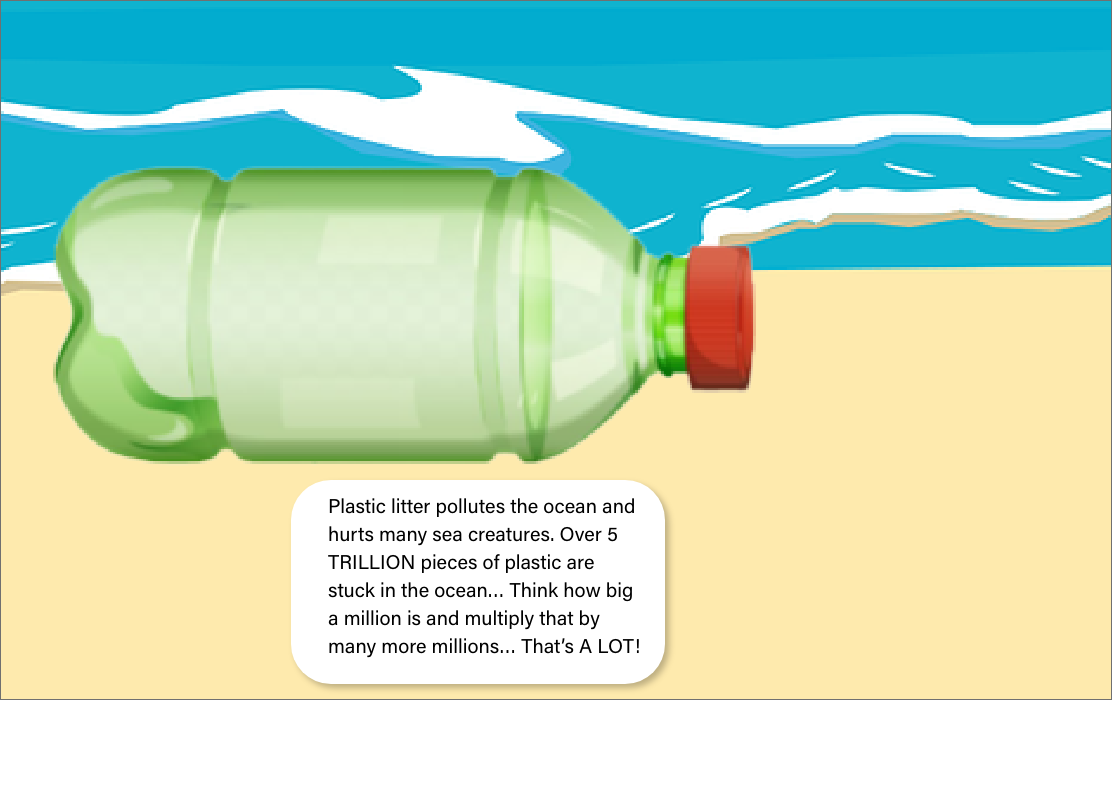 Plastic litter pollutes the ocean and
hurts many sea creatures. Over 5
TRILLION pieces of plastic are
stuck in the ocean... Think how big
a million is and multiply that by
many more millions... That's A LOT!